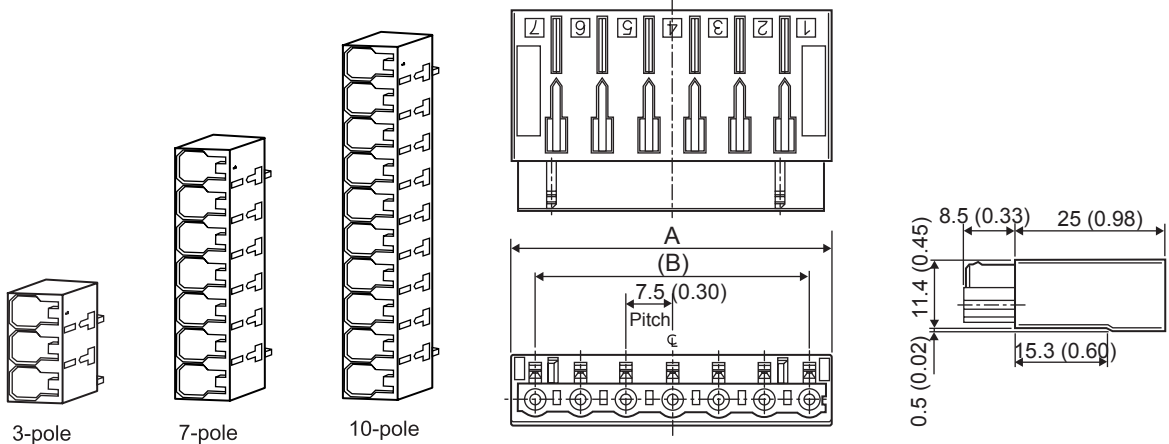 3-pole
7-pole
10-pole
7 6 5 4 3 2 1
A
(B)
7.5 (0.30)
Pitch
℄
8.5 (0.33)
25 (0.98)
11.4 (0.45)
0.5 (0.02)
15.3 (0.60)